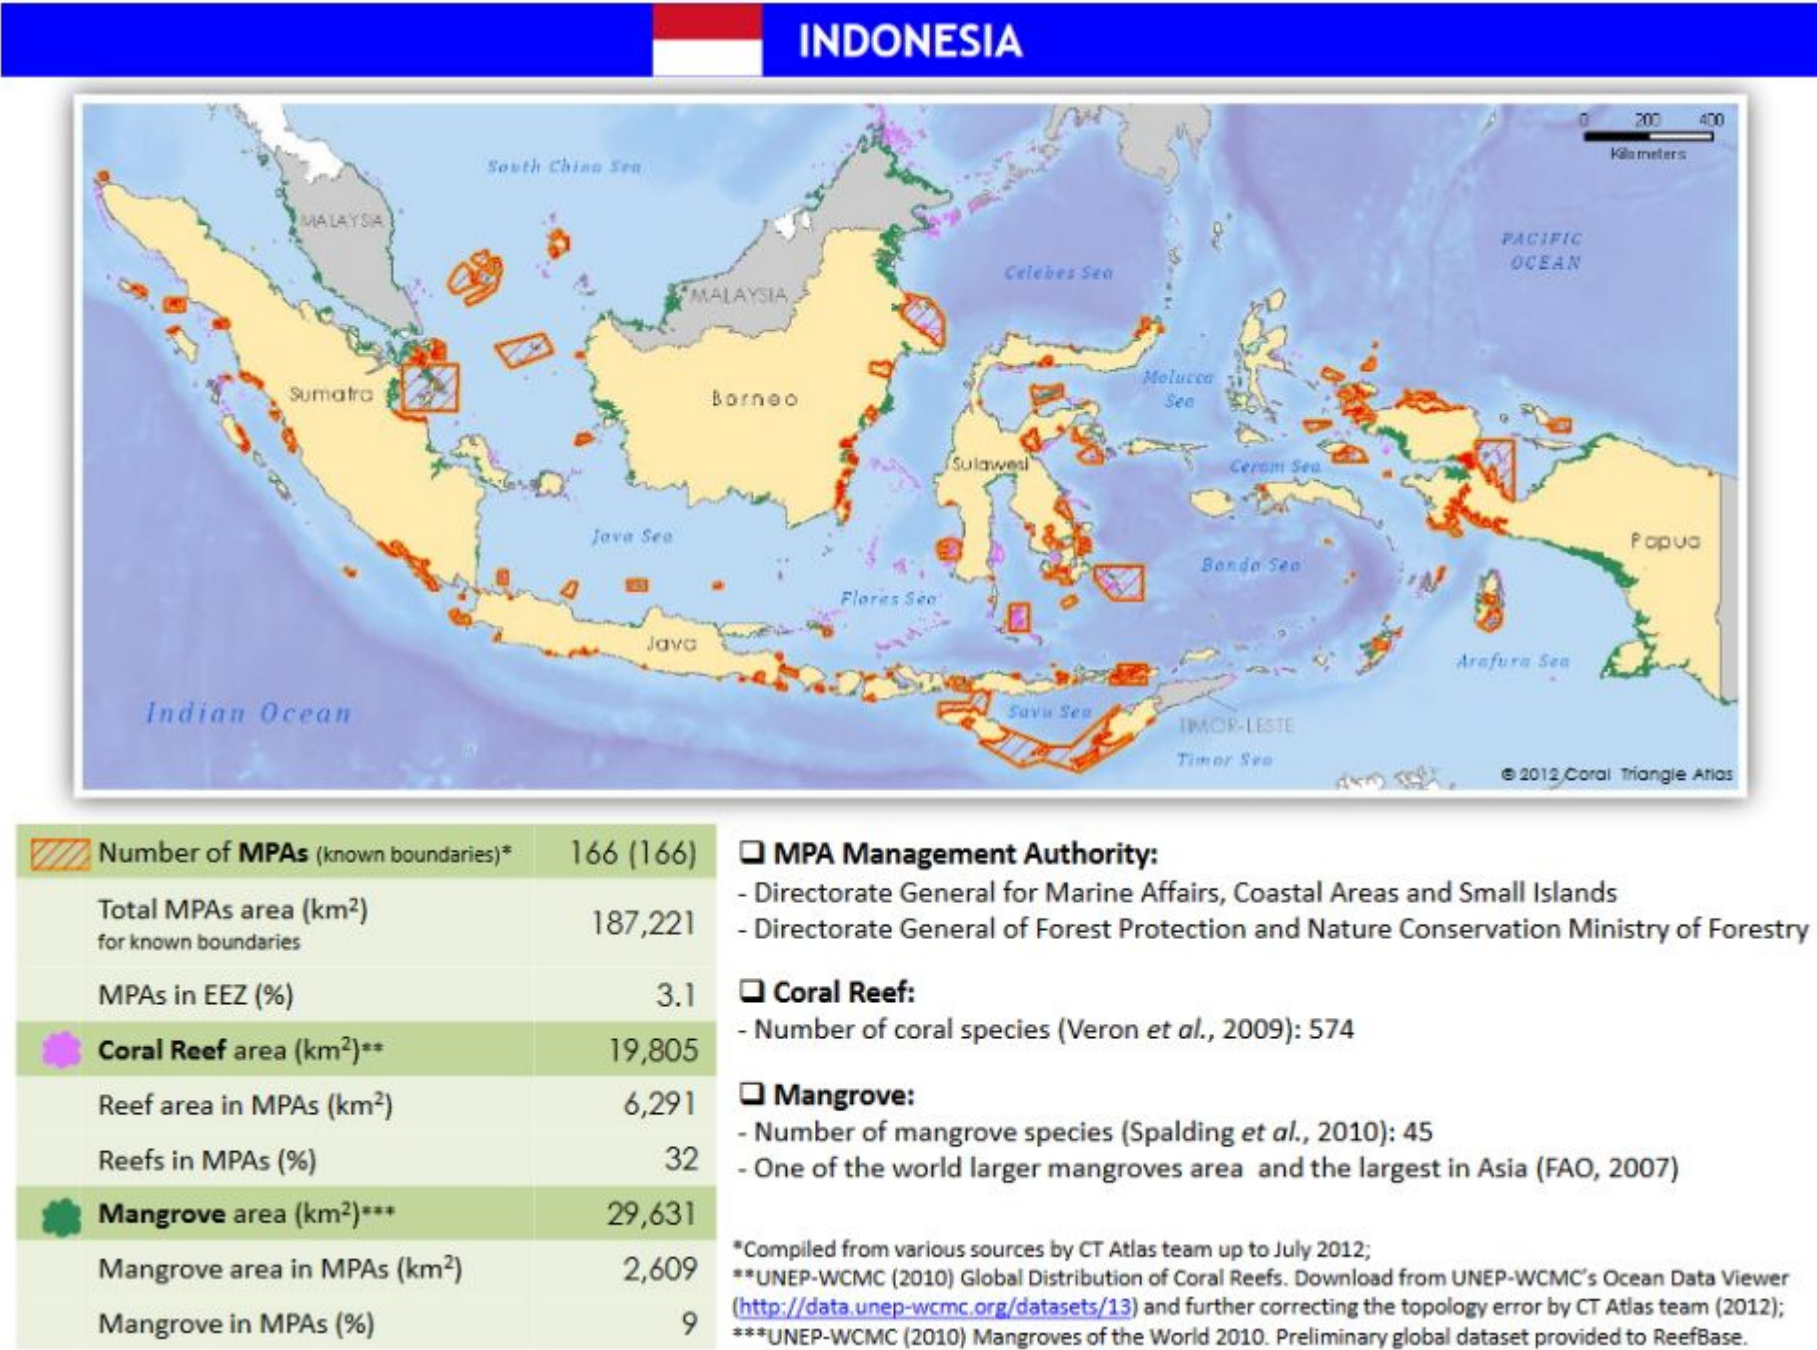 INDONESIA
0 200 400
Kilometers
South China Sea
MALAYSIA
PACIFIC
OCEAN
Celebes Sea
MALAYSIA
Sumatra
Borneo
Molucca
Sea
Sulawesi
Ceram Sea
Java Sea
Papua
Banda Sea
Flores Sea
Java
Arafura Sea
Indian Ocean
Savu Sea
TIMOR-LESTE
Timor Sea
© 2012 Coral Triangle Atlas
Number of MPAs (known boundaries)* 166 (166)
Total MPAs area (km²) 187,221
for known boundaries
MPAs in EEZ (%) 3.1
Coral Reef area (km²)** 19,805
Reef area in MPAs (km²) 6,291
Reefs in MPAs (%) 32
Mangrove area (km²)*** 29,631
Mangrove area in MPAs (km²) 2,609
Mangrove in MPAs (%) 9
❑ MPA Management Authority:
- Directorate General for Marine Affairs, Coastal Areas and Small Islands
- Directorate General of Forest Protection and Nature Conservation Ministry of Forestry
❑ Coral Reef:
- Number of coral species (Veron et al., 2009): 574
❑ Mangrove:
- Number of mangrove species (Spalding et al., 2010): 45
- One of the world larger mangroves area and the largest in Asia (FAO, 2007)
*Compiled from various sources by CT Atlas team up to July 2012;
**UNEP-WCMC (2010) Global Distribution of Coral Reefs. Download from UNEP-WCMC's Ocean Data Viewer
(http://data.unep-wcmc.org/datasets/13) and further correcting the topology error by CT Atlas team (2012);
***UNEP-WCMC (2010) Mangroves of the World 2010. Preliminary global dataset provided to ReefBase.